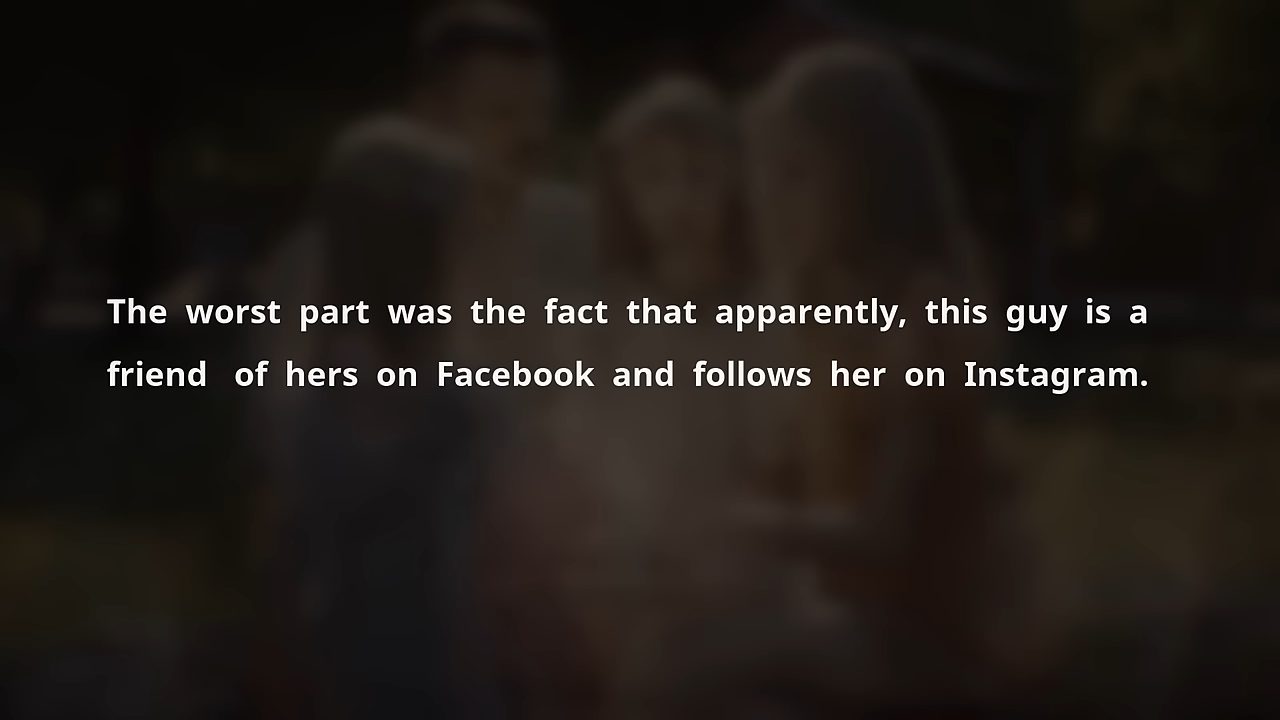 The worst part was the fact that apparently, this guy is a
friend of hers on Facebook and follows her on Instagram.